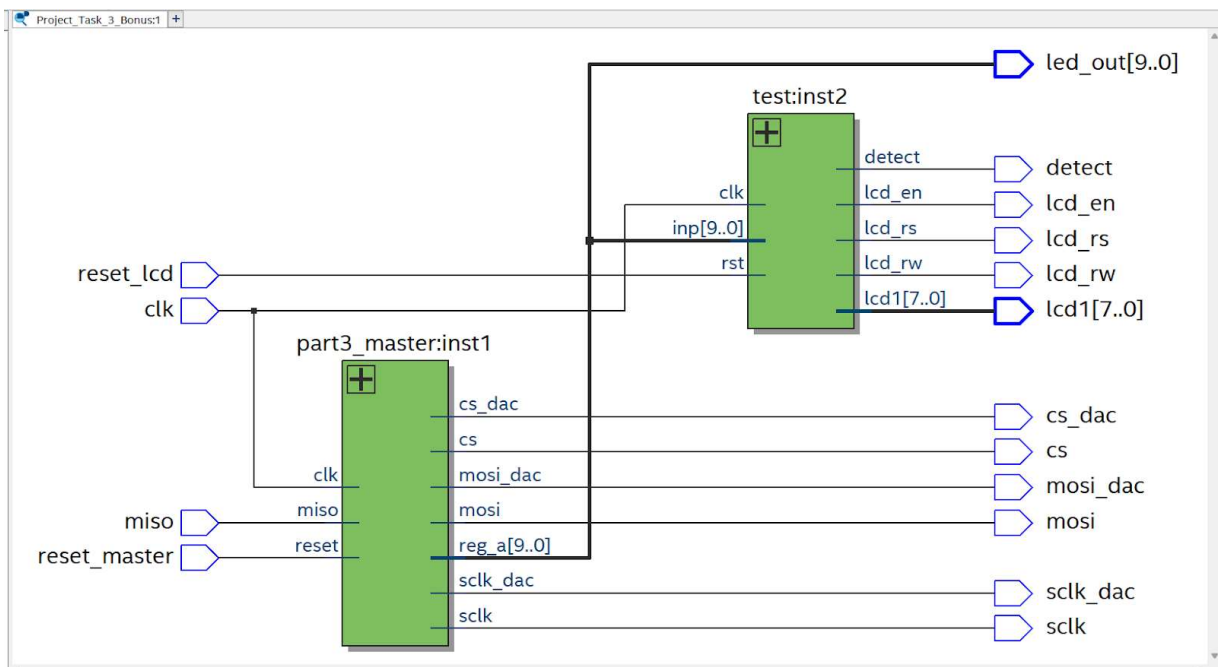 Project_Task_3_Bonus:1
led_out[9..0]
test:inst2
detect
detect
clk
lcd_en
lcd_en
inp[9..0]
lcd_rs
lcd_rs
reset_lcd
rst
lcd_rw
lcd_rw
clk
lcd1[7..0]
lcd1[7..0]
part3_master:inst1
cs_dac
cs_dac
cs
cs
clk
mosi_dac
mosi_dac
miso
miso
mosi
mosi
reset_master
reset
reg_a[9..0]
sclk_dac
sclk_dac
sclk
sclk